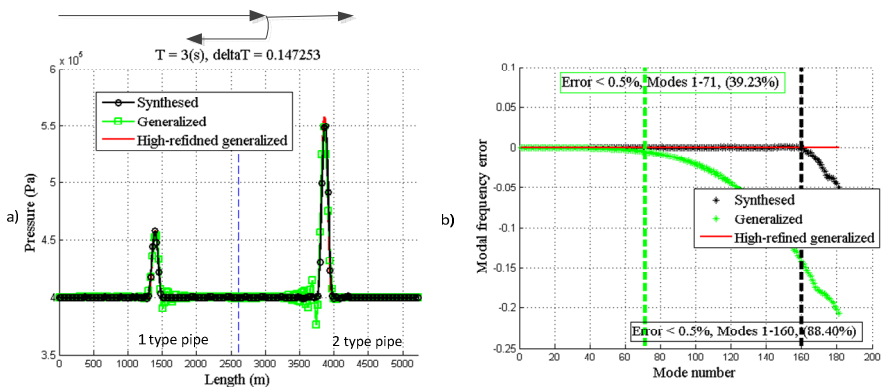 T = 3(s), deltaT = 0.147253
x 10⁵
6
5.5
5
4.5
4
3.5
Pressure (Pa)
a)
Synthesed
Generalized
High-refidned generalized
1 type pipe
2 type pipe
0 500 1000 1500 2000 2500 3000 3500 4000 4500 5000
Length (m)
b)
Modal frequency error
0.1
0.05
0
-0.05
-0.1
-0.15
-0.2
-0.25
Error < 0.5%, Modes 1-71, (39.23%)
Synthesed
Generalized
High-refined generalized
Error < 0.5%, Modes 1-160, (88.40%)
0 20 40 60 80 100 120 140 160 180 200
Mode number